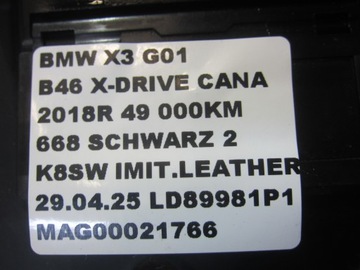 BMW X3 G01
B46 X-DRIVE CANA
2018R 49 000KM
668 SCHWARZ 2
K8SW IMIT.LEATHER
29.04.25 LD89981P1
MAG00021766